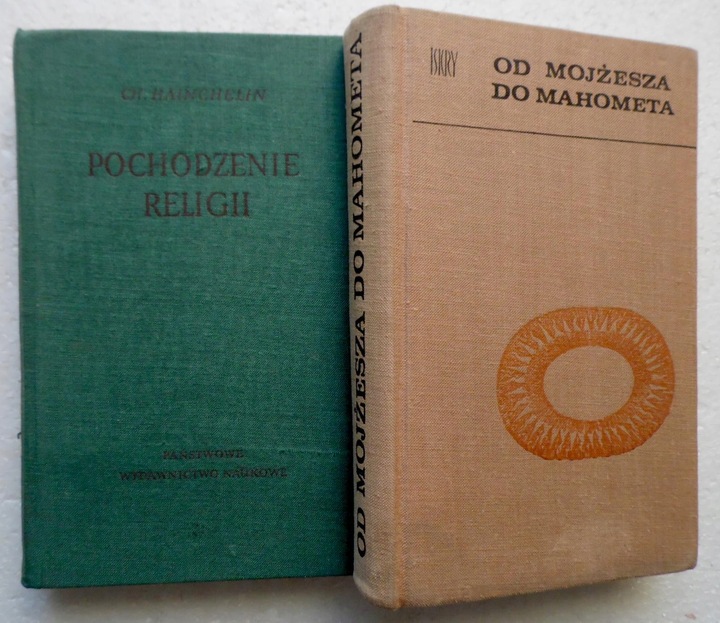 CH. HAINCHELIN
POCHODZENIE
RELIGII
PAŃSTWOWE
WYDAWNICTWO NAUKOWE
OD MOJŻESZA DO MAHOMETA
ISKRY
OD MOJŻESZA
DO MAHOMETA